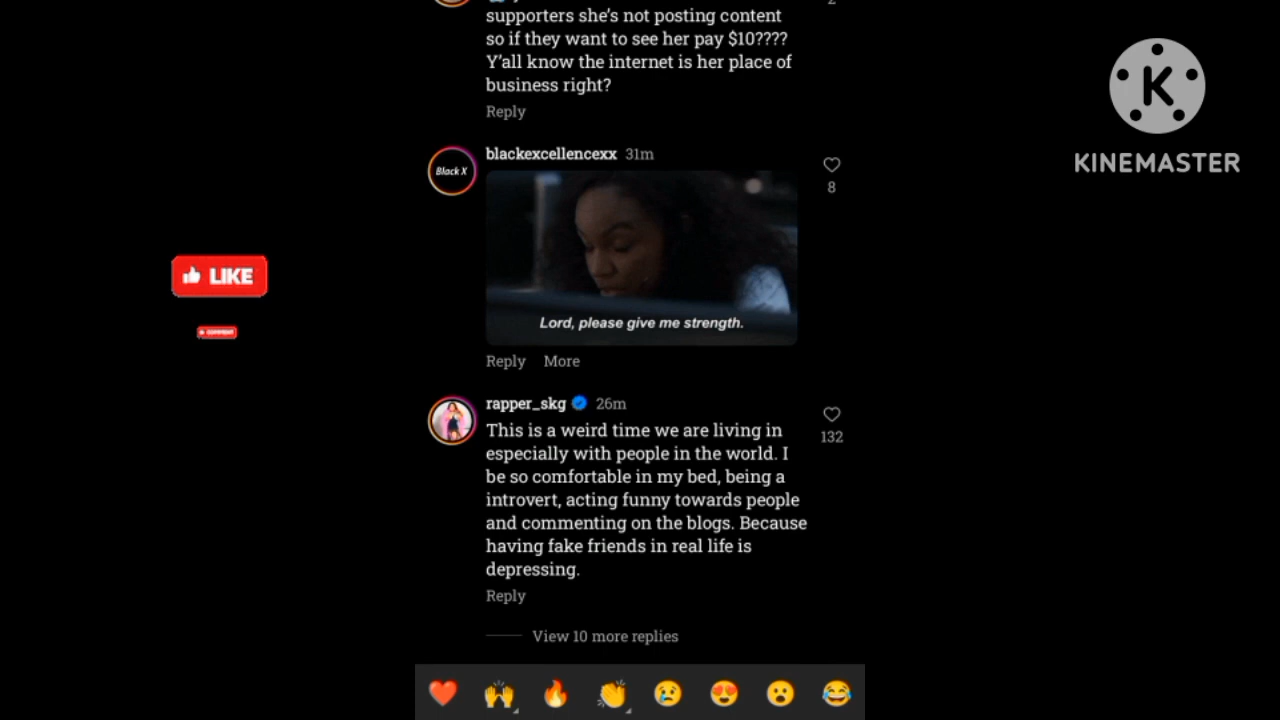 supporters she's not posting content
so if they want to see her pay $10????
Y'all know the internet is her place of
business right?
Reply
blackexcellencexx 31m
Black X
8
Lord, please give me strength.
Reply More
rapper_skg 26m
132
This is a weird time we are living in
especially with people in the world. I
be so comfortable in my bed, being a
introvert, acting funny towards people
and commenting on the blogs. Because
having fake friends in real life is
depressing.
Reply
View 10 more replies
LIKE
K
KINEMASTER